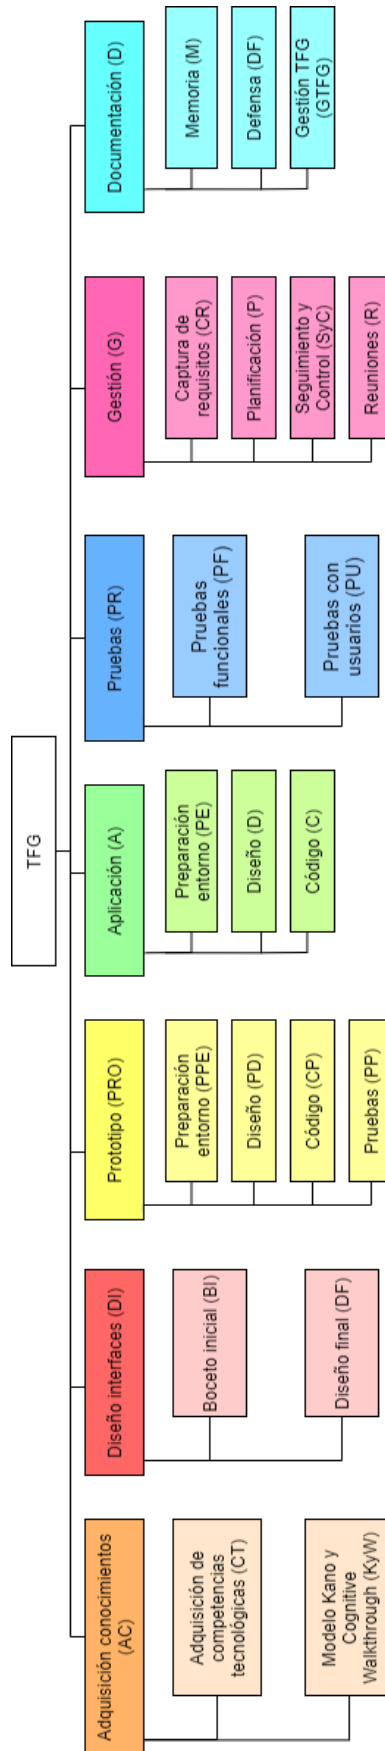 TFG
Adquisición conocimientos
(AC)
Adquisición de
competencias
tecnológicas (CT)
Modelo Kano y
Cognitive
Walkthrough (KyW)
Diseño interfaces (DI)
Boceto inicial (BI)
Diseño final (DF)
Prototipo (PRO)
Preparación
entorno (PPE)
Diseño (PD)
Código (CP)
Pruebas (PP)
Aplicación (A)
Preparación
entorno (PE)
Diseño (D)
Código (C)
Pruebas (PR)
Pruebas
funcionales (PF)
Pruebas con
usuarios (PU)
Gestión (G)
Captura de
requisitos (CR)
Planificación (P)
Seguimiento y
Control (SyC)
Reuniones (R)
Documentación (D)
Memoria (M)
Defensa (DF)
Gestión TFG
(GTFG)